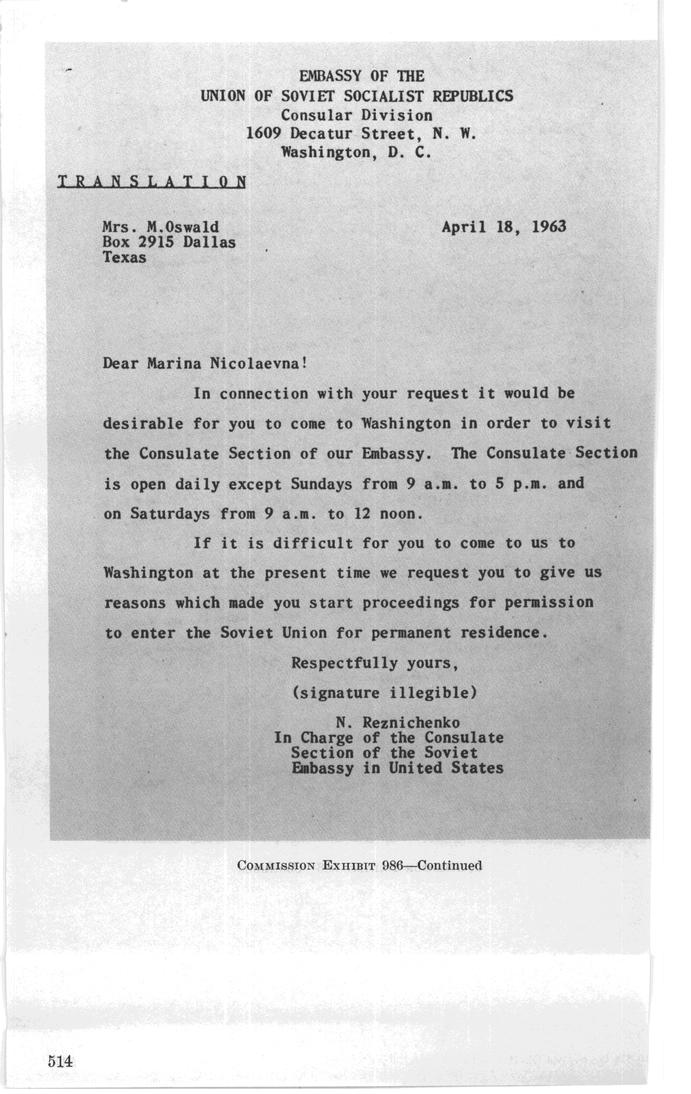 EMBASSY OF THE
UNION OF SOVIET SOCIALIST REPUBLICS
Consular Division
1609 Decatur Street, N. W.
Washington, D. C.
TRANSLATION
Mrs. M.Oswald April 18, 1963
Box 2915 Dallas
Texas
Dear Marina Nicolaevna!
In connection with your request it would be
desirable for you to come to Washington in order to visit
the Consulate Section of our Embassy. The Consulate Section
is open daily except Sundays from 9 a.m. to 5 p.m. and
on Saturdays from 9 a.m. to 12 noon.
If it is difficult for you to come to us to
Washington at the present time we request you to give us
reasons which made you start proceedings for permission
to enter the Soviet Union for permanent residence.
Respectfully yours,
(signature illegible)
N. Reznichenko
In Charge of the Consulate
Section of the Soviet
Embassy in United States
COMMISSION EXHIBIT 986—Continued
514